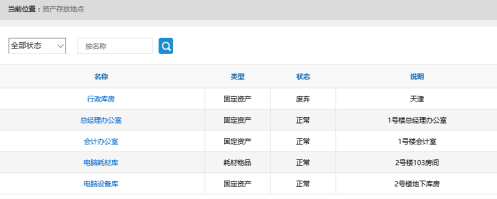 当前位置：资产存放地点
全部状态 按名称
名称 类型 状态 说明
行政库房 固定资产 废弃 天津
总经理办公室 固定资产 正常 1号楼总经理办公室
会计办公室 固定资产 正常 1号楼会计室
电脑耗材库 耗材物品 正常 2号楼103房间
电脑设备库 固定资产 正常 2号楼地下库房